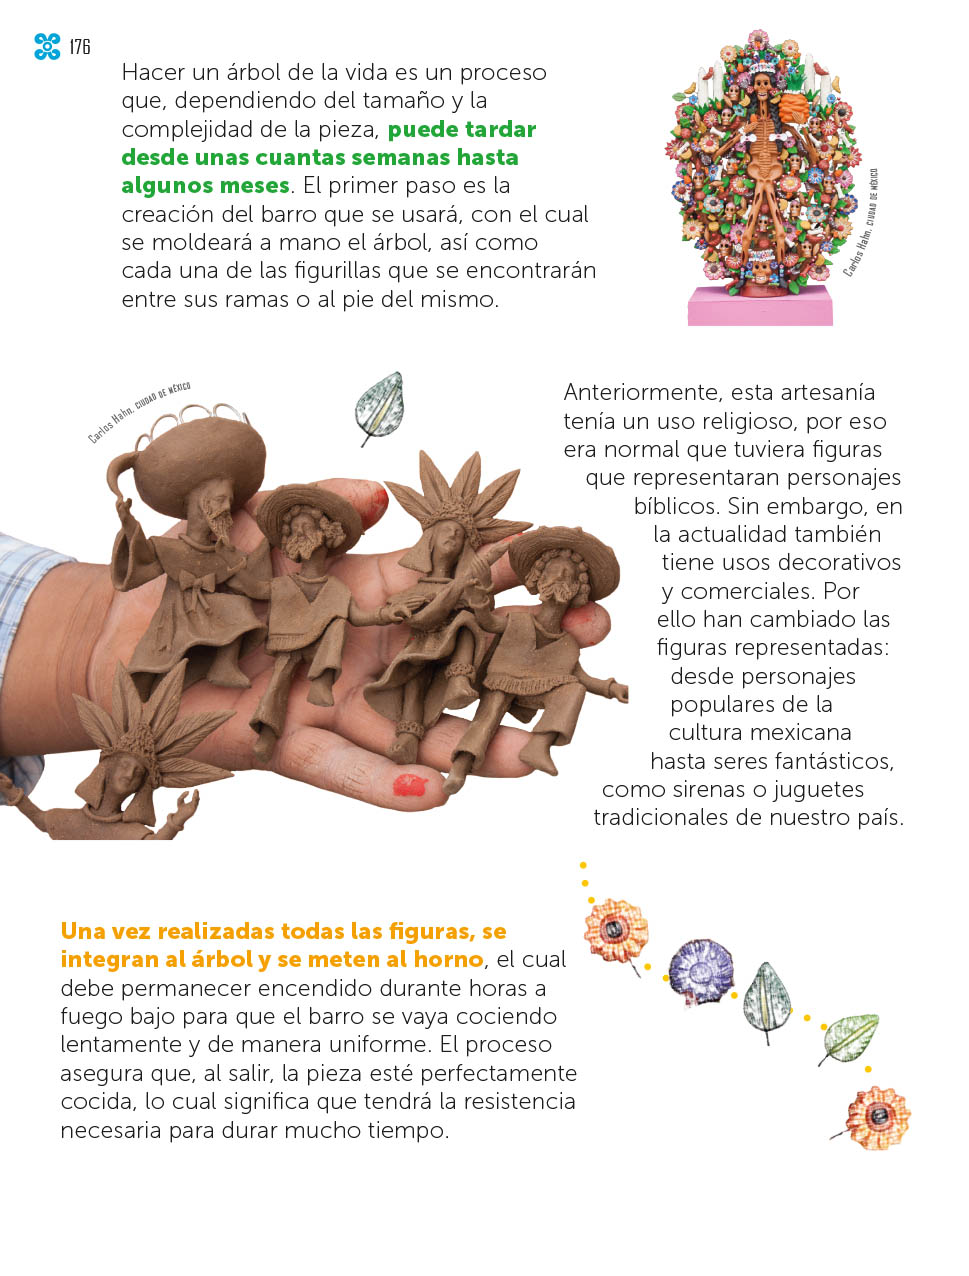 176
Hacer un árbol de la vida es un proceso
que, dependiendo del tamaño y la
complejidad de la pieza, puede tardar
desde unas cuantas semanas hasta
algunos meses. El primer paso es la
creación del barro que se usará, con el cual
se moldeará a mano el árbol, así como
cada una de las figurillas que se encontrarán
entre sus ramas o al pie del mismo.
Carlos Hahn, CIUDAD DE MÉXICO
Carlos Hahn, CIUDAD DE MÉXICO
Anteriormente, esta artesanía
tenía un uso religioso, por eso
era normal que tuviera figuras
que representaran personajes
bíblicos. Sin embargo, en
la actualidad también
tiene usos decorativos
y comerciales. Por
ello han cambiado las
figuras representadas:
desde personajes
populares de la
cultura mexicana
hasta seres fantásticos,
como sirenas o juguetes
tradicionales de nuestro país.
Una vez realizadas todas las figuras, se
integran al árbol y se meten al horno, el cual
debe permanecer encendido durante horas a
fuego bajo para que el barro se vaya cociendo
lentamente y de manera uniforme. El proceso
asegura que, al salir, la pieza esté perfectamente
cocida, lo cual significa que tendrá la resistencia
necesaria para durar mucho tiempo.